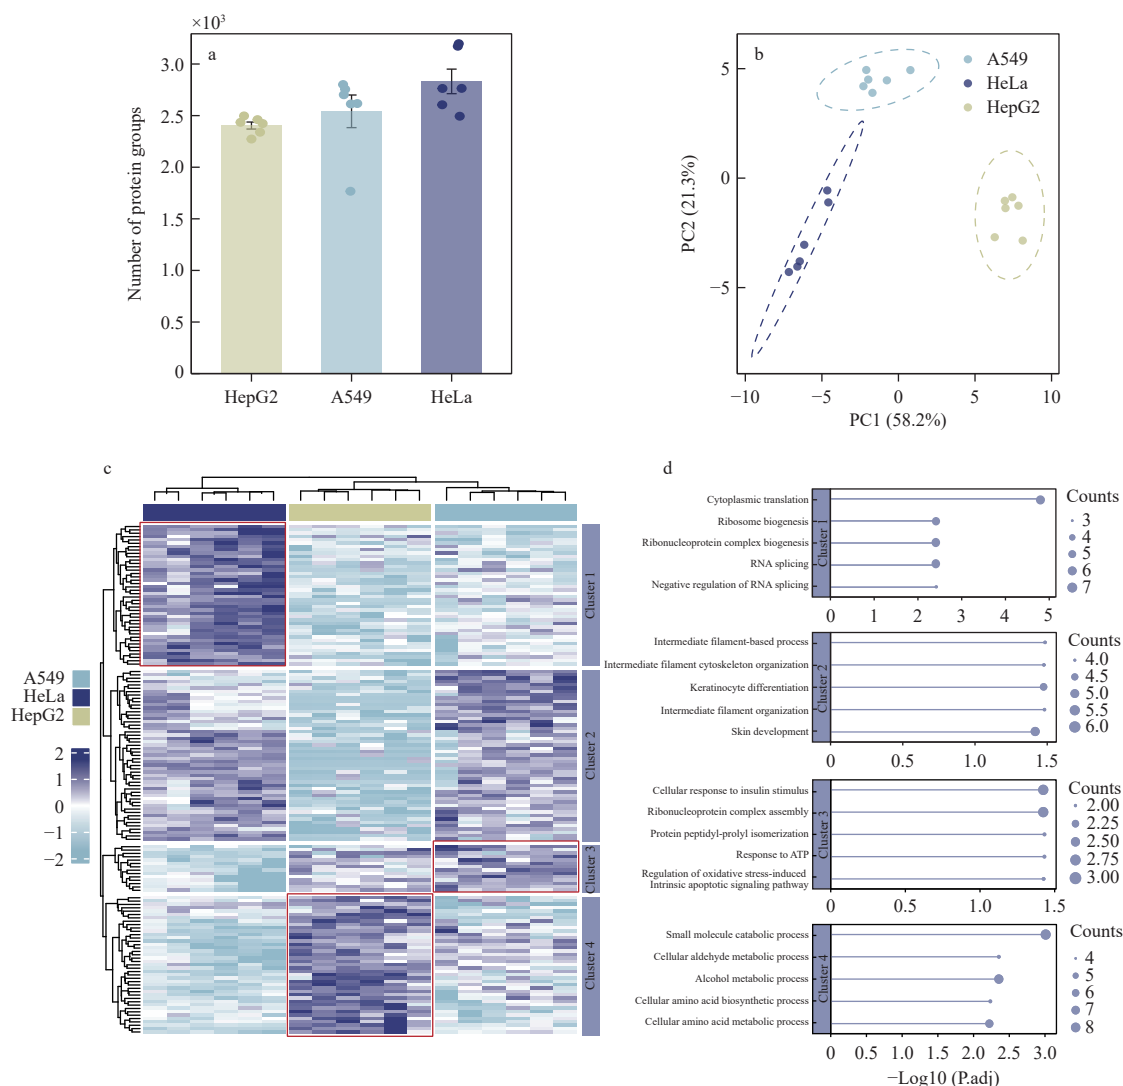 ×10³
a
3.0
2.5
2.0
1.5
1.0
0.5
0
Number of protein groups
HepG2 A549 HeLa
b
A549
HeLa
HepG2
5
0
−5
PC2 (21.3%)
−10 −5 0 5 10
PC1 (58.2%)
c
Cluster 1
Cluster 2
Cluster 3
Cluster 4
A549
HeLa
HepG2
2
1
0
−1
−2
d
Cytoplasmic translation
Ribosome biogenesis
Ribonucleoprotein complex biogenesis
RNA splicing
Negative regulation of RNA splicing
Cluster 1
0 1 2 3 4 5
Counts
3
4
5
6
7
Intermediate filament-based process
Intermediate filament cytoskeleton organization
Keratinocyte differentiation
Intermediate filament organization
Skin development
Cluster 2
0 0.5 1.0 1.5
Counts
4.0
4.5
5.0
5.5
6.0
Cellular response to insulin stimulus
Ribonucleoprotein complex assembly
Protein peptidyl-prolyl isomerization
Response to ATP
Regulation of oxidative stress-induced
Intrinsic apoptotic signaling pathway
Cluster 3
0 0.5 1.0 1.5
Counts
2.00
2.25
2.50
2.75
3.00
Small molecule catabolic process
Cellular aldehyde metabolic process
Alcohol metabolic process
Cellular amino acid biosynthetic process
Cellular amino acid metabolic process
Cluster 4
0 0.5 1.0 1.5 2.0 2.5 3.0
−Log10 (P.adj)
Counts
4
5
6
7
8